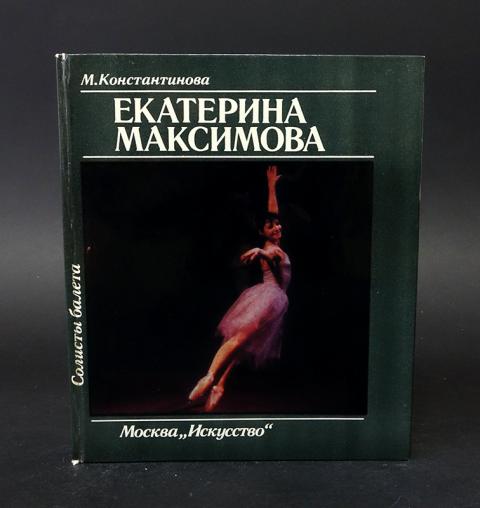 М.Константинова
ЕКАТЕРИНА
МАКСИМОВА
Солисты балета
Москва„Искусство“